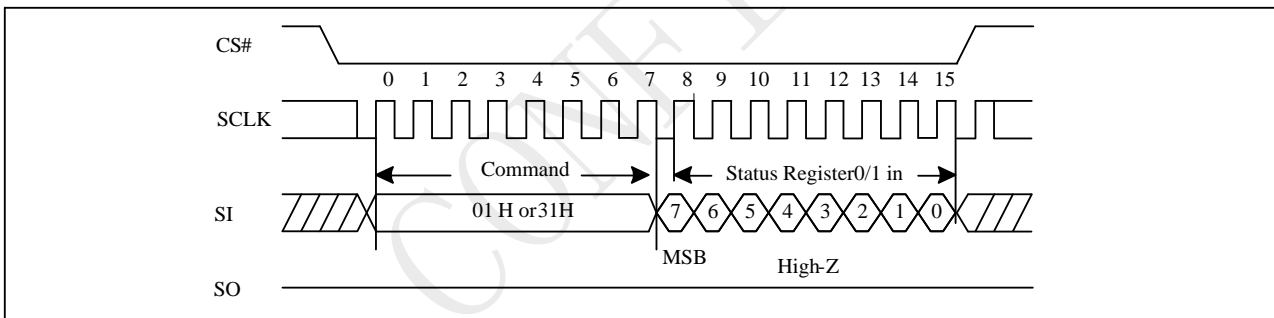 CS#
0 1 2 3 4 5 6 7 8 9 10 11 12 13 14 15
SCLK
Command Status Register0/1 in
SI 01 H or31H 7 6 5 4 3 2 1 0
MSB High-Z
SO